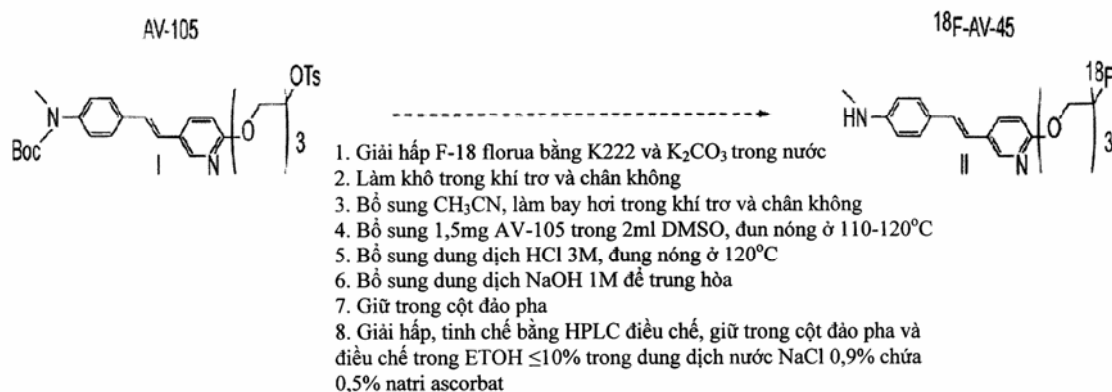 AV-105
¹⁸F-AV-45
OTs
¹⁸F
N
Boc
I
N
O
3
HN
II
N
O
3
1. Giải hấp F-18 florua bằng K222 và K₂CO₃ trong nước
2. Làm khô trong khí trơ và chân không
3. Bổ sung CH₃CN, làm bay hơi trong khí trơ và chân không
4. Bổ sung 1,5mg AV-105 trong 2ml DMSO, đun nóng ở 110-120°C
5. Bổ sung dung dịch HCl 3M, đung nóng ở 120°C
6. Bổ sung dung dịch NaOH 1M để trung hòa
7. Giữ trong cột đảo pha
8. Giải hấp, tinh chế bằng HPLC điều chế, giữ trong cột đảo pha và
điều chế trong ETOH ≤10% trong dung dịch nước NaCl 0,9% chứa
0,5% natri ascorbat